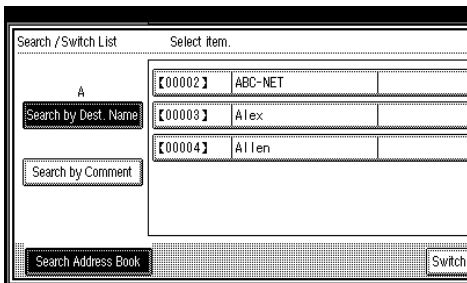 Search / Switch List Select item.
A
Search by Dest. Name
Search by Comment
【00002】 ABC-NET
【00003】 Alex
【00004】 Allen
Search Address Book
Switch